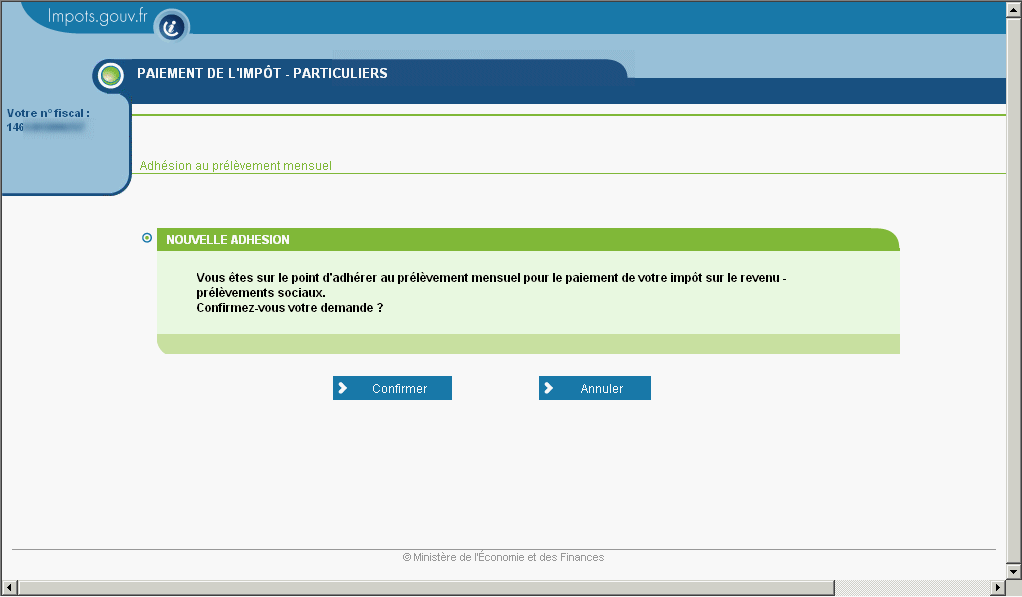 Impots.gouv.fr
PAIEMENT DE L'IMPÔT - PARTICULIERS
Votre n° fiscal :
146
Adhésion au prélèvement mensuel
NOUVELLE ADHESION
Vous êtes sur le point d'adhérer au prélèvement mensuel pour le paiement de votre impôt sur le revenu -
prélèvements sociaux.
Confirmez-vous votre demande ?
Confirmer
Annuler
© Ministère de l'Économie et des Finances